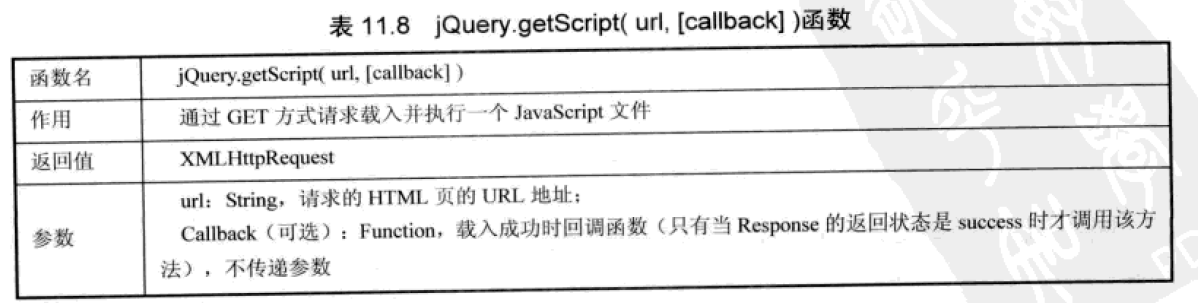 表 11.8 jQuery.getScript( url, [callback] )函数
函数名 jQuery.getScript( url, [callback] )
作用 通过 GET 方式请求载入并执行一个 JavaScript 文件
返回值 XMLHttpRequest
url：String，请求的 HTML 页的 URL 地址；
参数 Callback（可选）：Function，载入成功时回调函数（只有当 Response 的返回状态是 success 时才调用该方
法），不传递参数